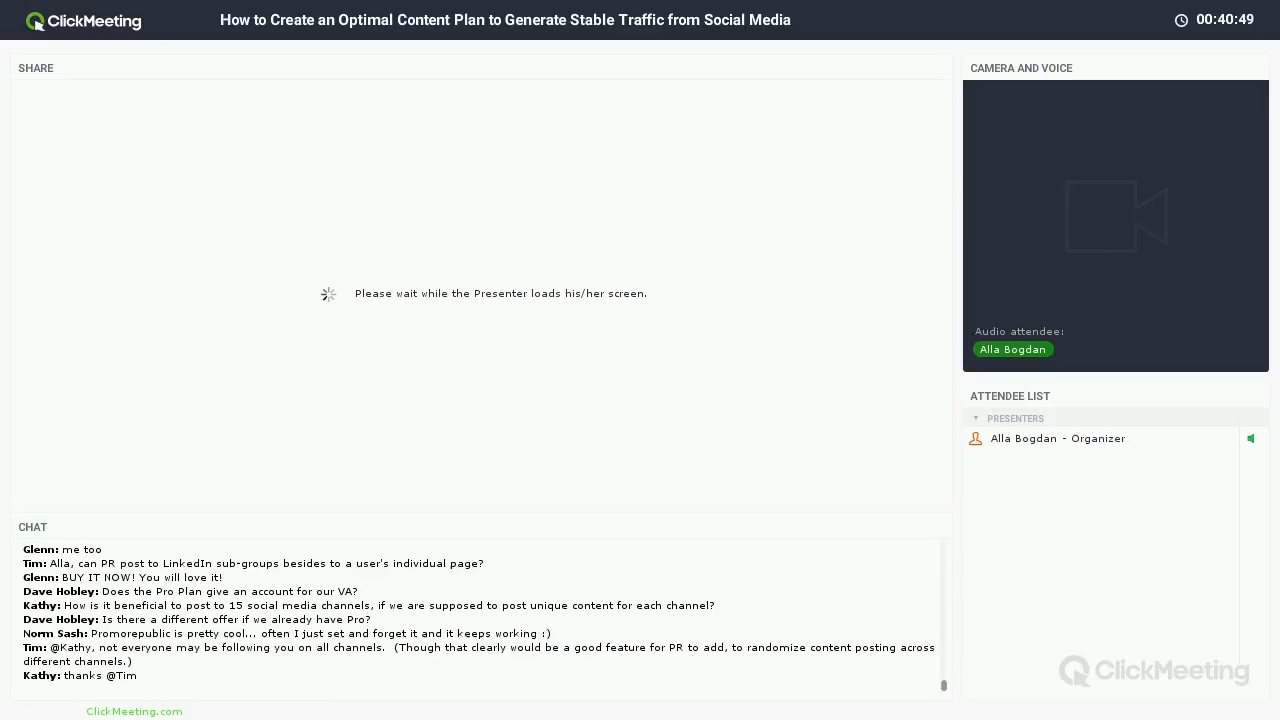 ClickMeeting
How to Create an Optimal Content Plan to Generate Stable Traffic from Social Media
00:40:49
SHARE
Please wait while the Presenter loads his/her screen.
CAMERA AND VOICE
Audio attendee:
Alla Bogdan
ATTENDEE LIST
PRESENTERS
Alla Bogdan - Organizer
CHAT
Glenn: me too
Tim: Alla, can PR post to LinkedIn sub-groups besides to a user's individual page?
Glenn: BUY IT NOW! You will love it!
Dave Hobley: Does the Pro Plan give an account for our VA?
Kathy: How is it beneficial to post to 15 social media channels, if we are supposed to post unique content for each channel?
Dave Hobley: Is there a different offer if we already have Pro?
Norm Sash: Promorepublic is pretty cool... often I just set and forget it and it keeps working :)
Tim: @Kathy, not everyone may be following you on all channels.  (Though that clearly would be a good feature for PR to add, to randomize content posting across
different channels.)
Kathy: thanks @Tim
ClickMeeting
ClickMeeting.com